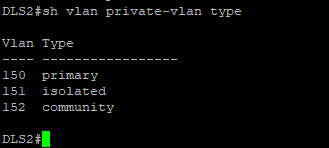 DLS2#sh vlan private-vlan type
Vlan Type
---- -----------------
150  primary
151  isolated
152  community
DLS2#